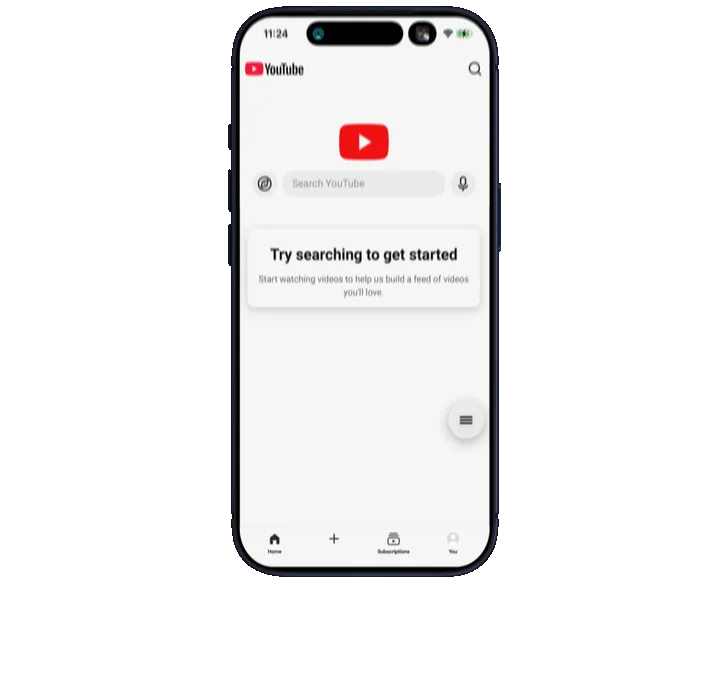 11:24
YouTube
Search YouTube
Try searching to get started
Start watching videos to help us build a feed of videos
you'll love.
Home
Subscriptions
You